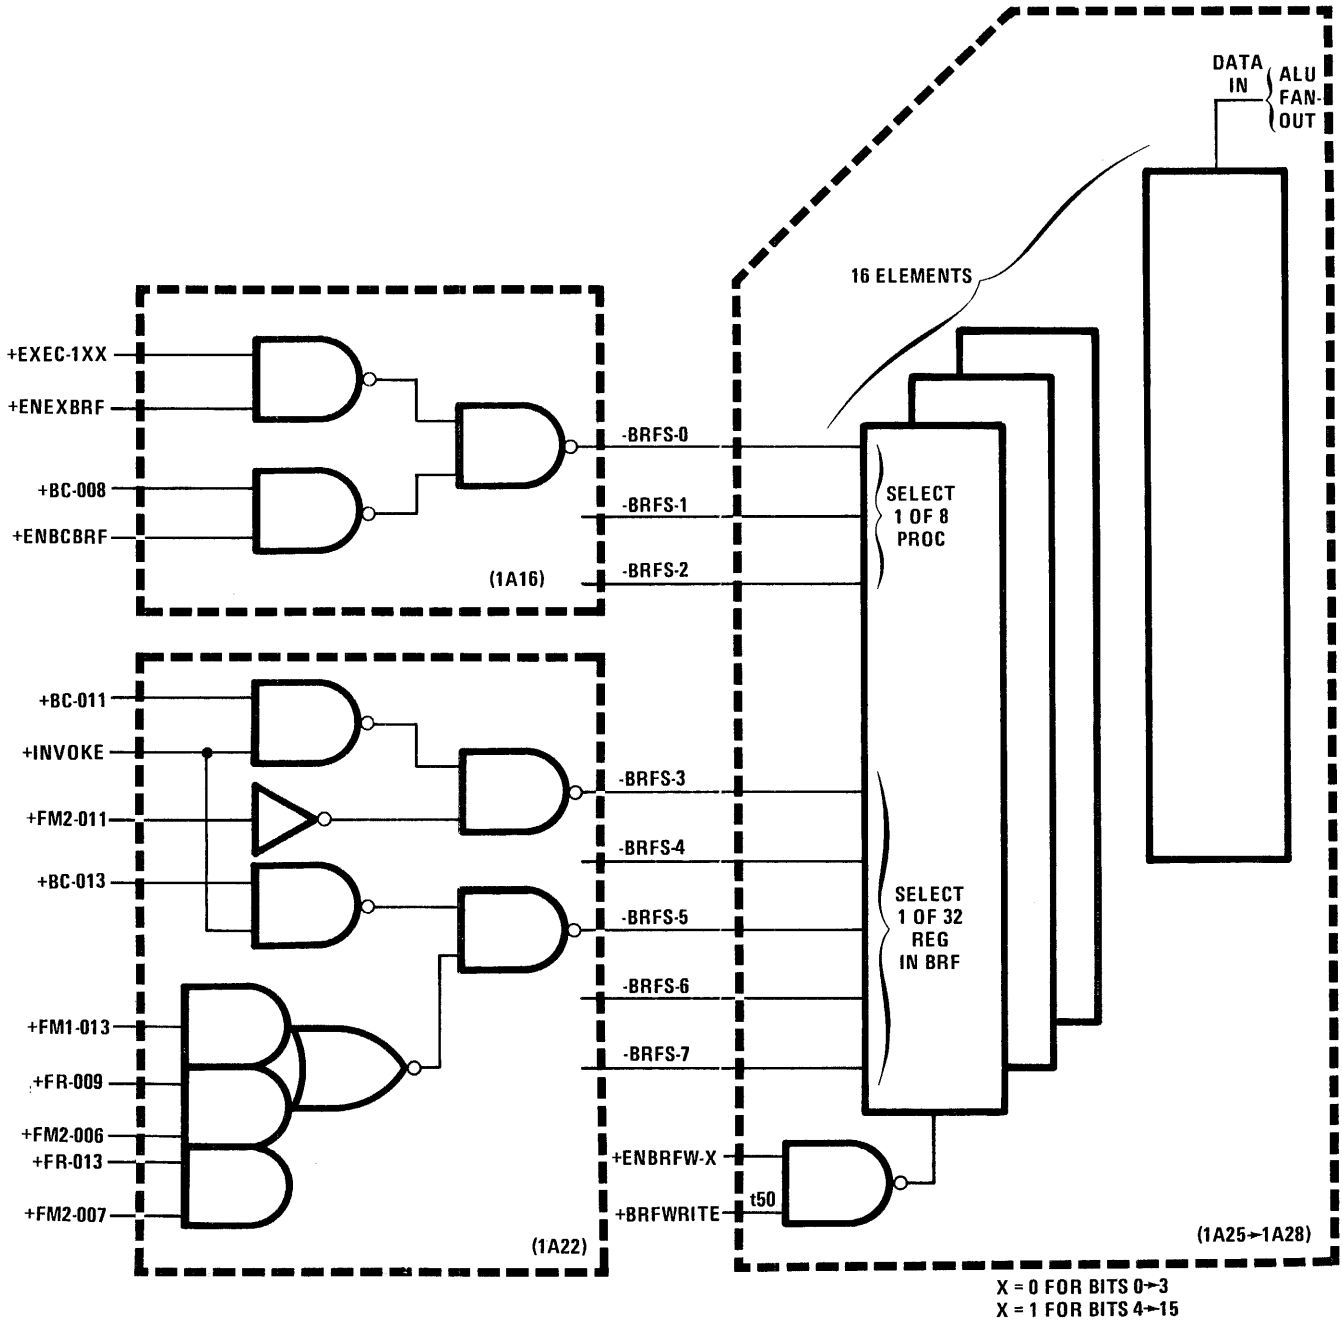 DATA
IN
ALU
FAN-
OUT
16 ELEMENTS
+EXEC-1XX
+ENEXBRF
+BC-008
+ENBCBRF
(1A16)
-BRFS-0
-BRFS-1
-BRFS-2
SELECT
1 OF 8
PROC
+BC-011
+INVOKE
+FM2-011
+BC-013
+FM1-013
+FR-009
+FM2-006
+FR-013
+FM2-007
(1A22)
-BRFS-3
-BRFS-4
-BRFS-5
-BRFS-6
-BRFS-7
SELECT
1 OF 32
REG
IN BRF
+ENBRFW-X
+BRFWRITE
t50
(1A25→1A28)
X = 0 FOR BITS 0→3
X = 1 FOR BITS 4→15